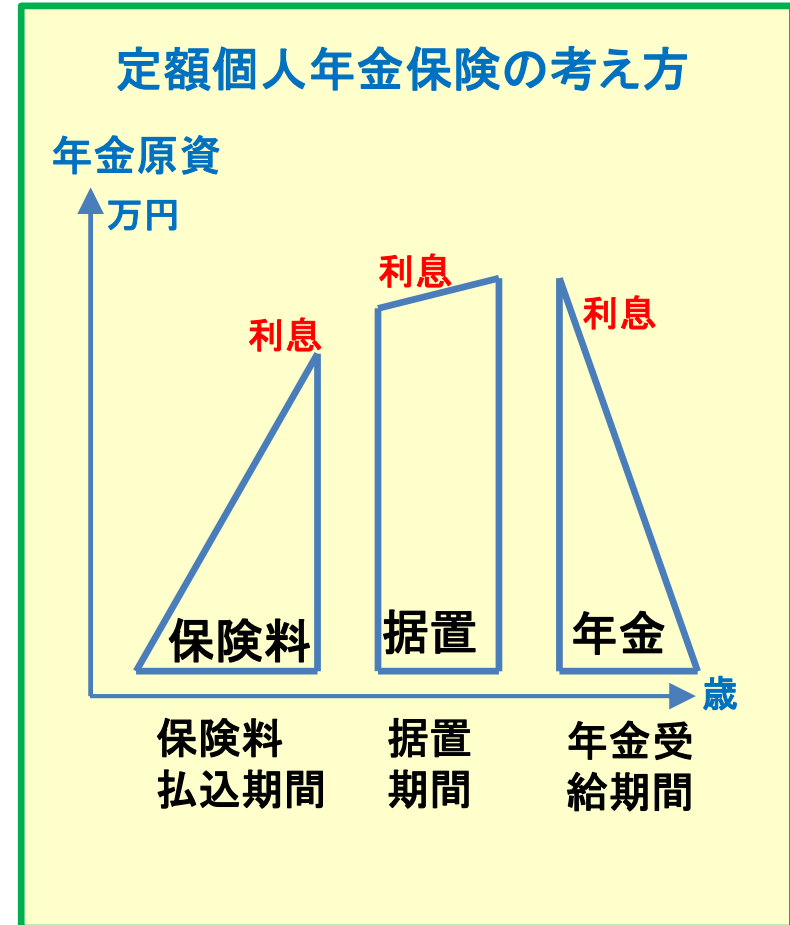 定額個人年金保険の考え方
年金原資
万円
利息
利息
利息
保険料
据置
年金
歳
保険料
払込期間
据置
期間
年金受
給期間